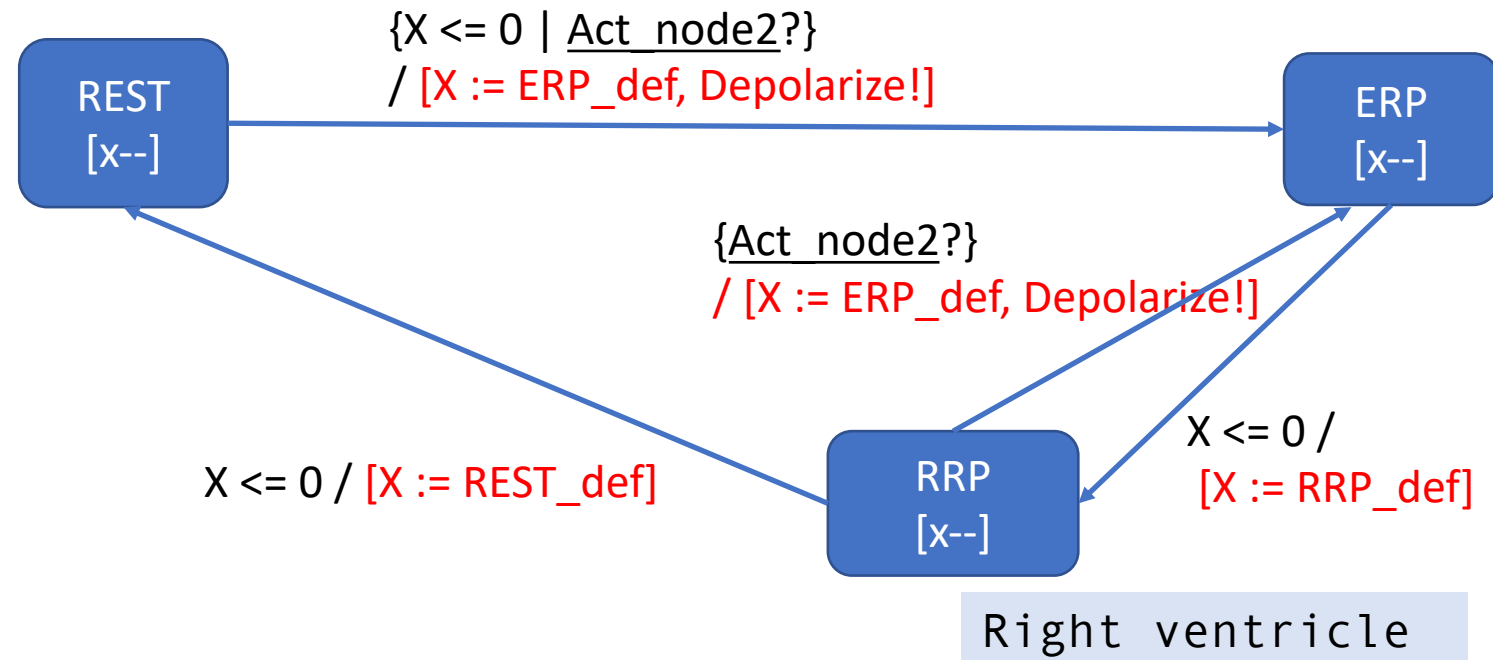 {X <= 0 | Act_node2?}
/ [X := ERP_def, Depolarize!]
REST
[x--]
ERP
[x--]
{Act_node2?}
/ [X := ERP_def, Depolarize!]
X <= 0 /
[X := RRP_def]
X <= 0 / [X := REST_def]
RRP
[x--]
Right ventricle